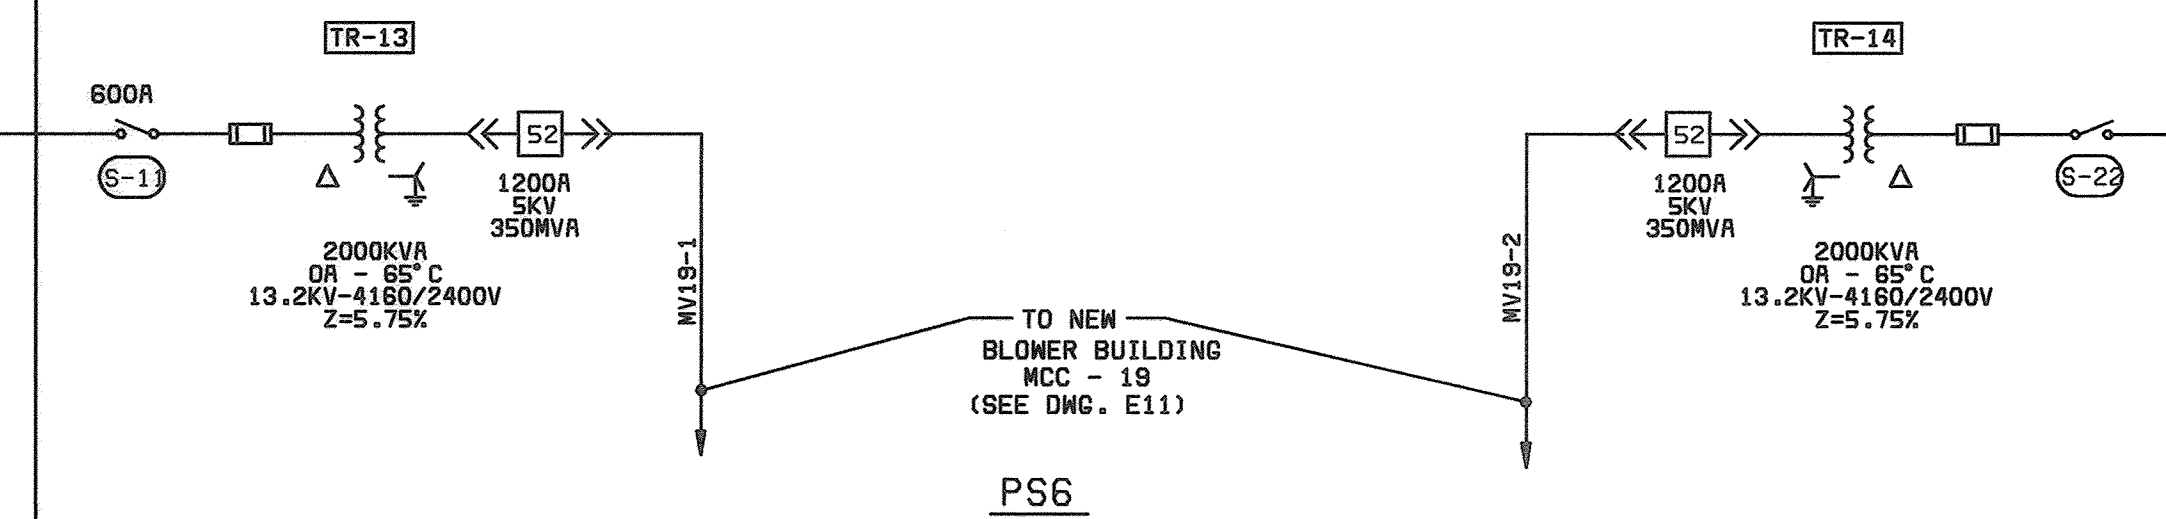 TR-13
600A
S-11
52
1200A
5KV
350MVA
2000KVA
OA - 65°C
13.2KV-4160/2400V
Z=5.75%
MV19-1
TO NEW
BLOWER BUILDING
MCC - 19
(SEE DWG. E11)
PS6
MV19-2
TR-14
52
1200A
5KV
350MVA
S-22
2000KVA
OA - 65°C
13.2KV-4160/2400V
Z=5.75%